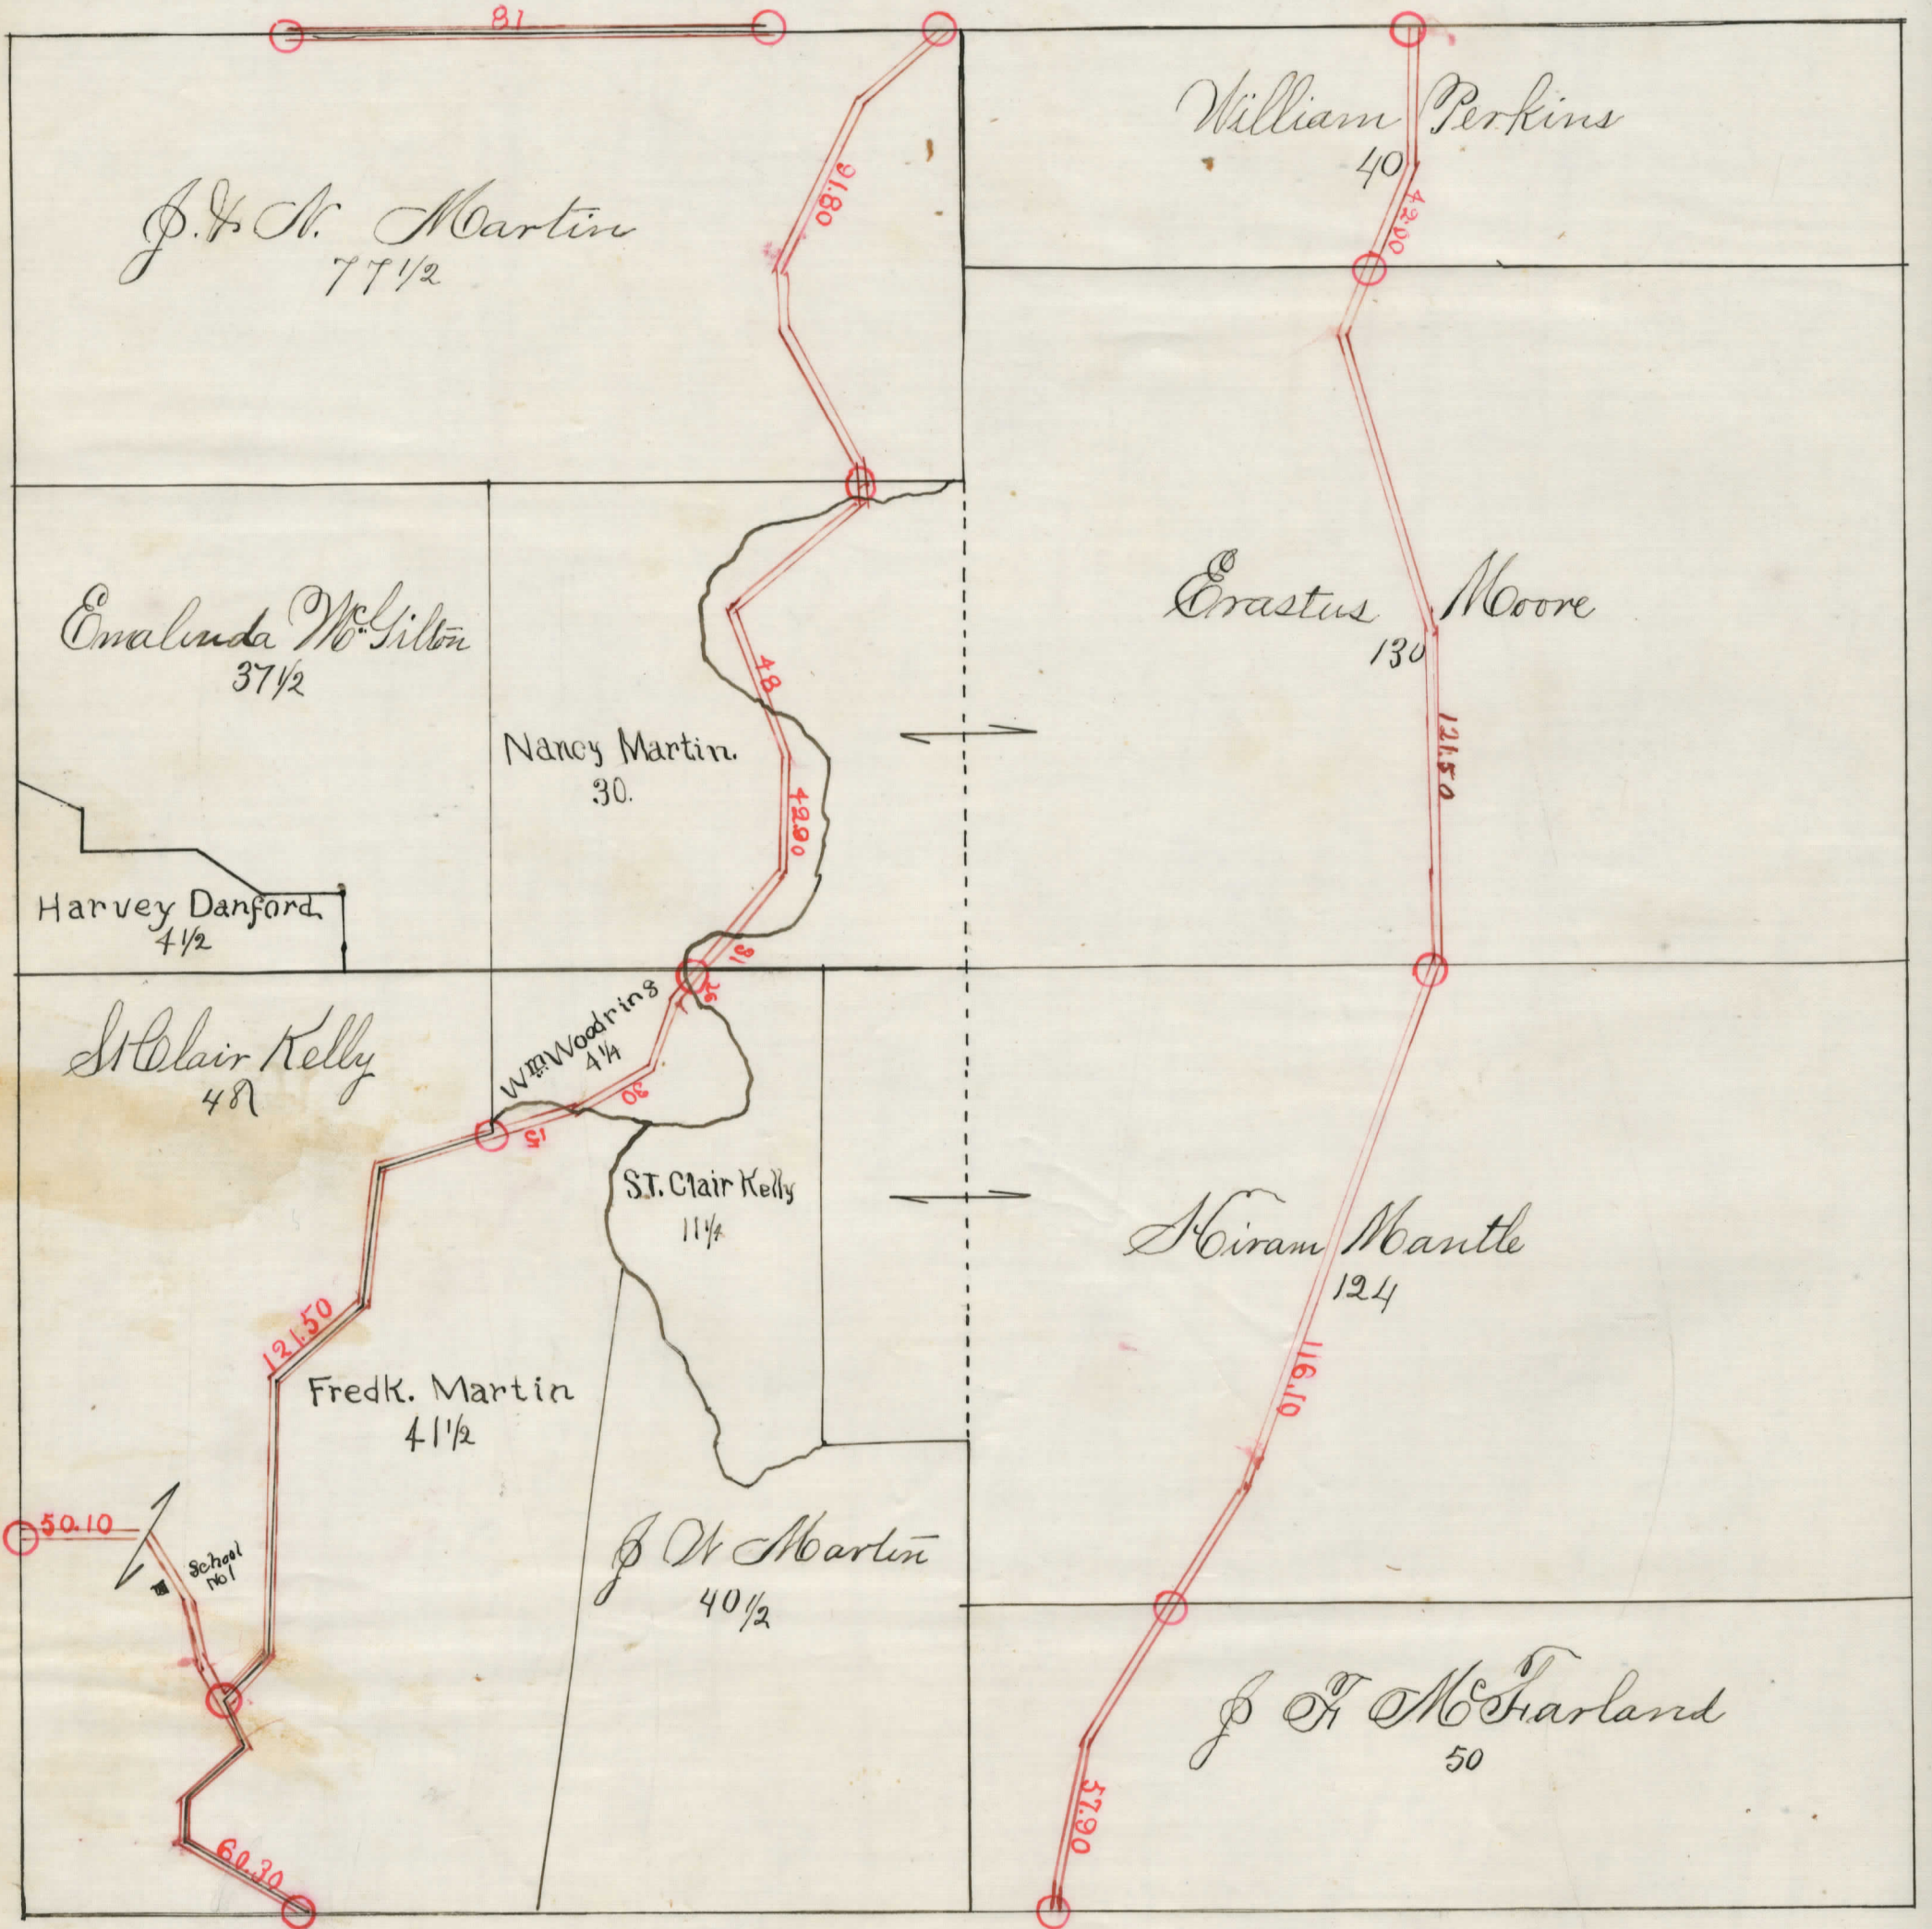 81
William Perkins
40
42.00
91.80
J. & N. Martin
77 1/2
Emalinda McGilton
37 1/2
Erastus Moore
130
121.50
48
Nancy Martin.
30.
42.90
Harvey Danford
4 1/2
31
26
Wm Woodring
4 1/4
30
15
St Clair Kelly
48
ST. Clair Kelly
11 1/4
Hiram Mantle
124
116.10
121.50
Fredk. Martin
41 1/2
50.10
School
No 1
J W Martin
40 1/2
J F McFarland
50
57.90
60.30